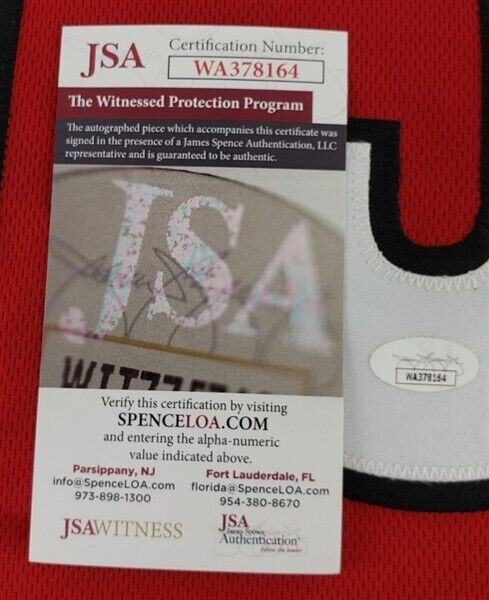 JSA
Certification Number:
WA378164
The Witnessed Protection Program
The autographed piece which accompanies this certificate was
signed in the presence of a James Spence Authentication, LLC
representative and is guaranteed to be authentic.
JSA
Verify this certification by visiting
SPENCELOA.COM
and entering the alpha-numeric
value indicated above.
Parsippany, NJ
info@SpenceLOA.com
973-898-1300
Fort Lauderdale, FL
florida@SpenceLOA.com
954-380-8670
JSAWITNESS
JSA
James Spence
Authentication
follow the leader
WA378164